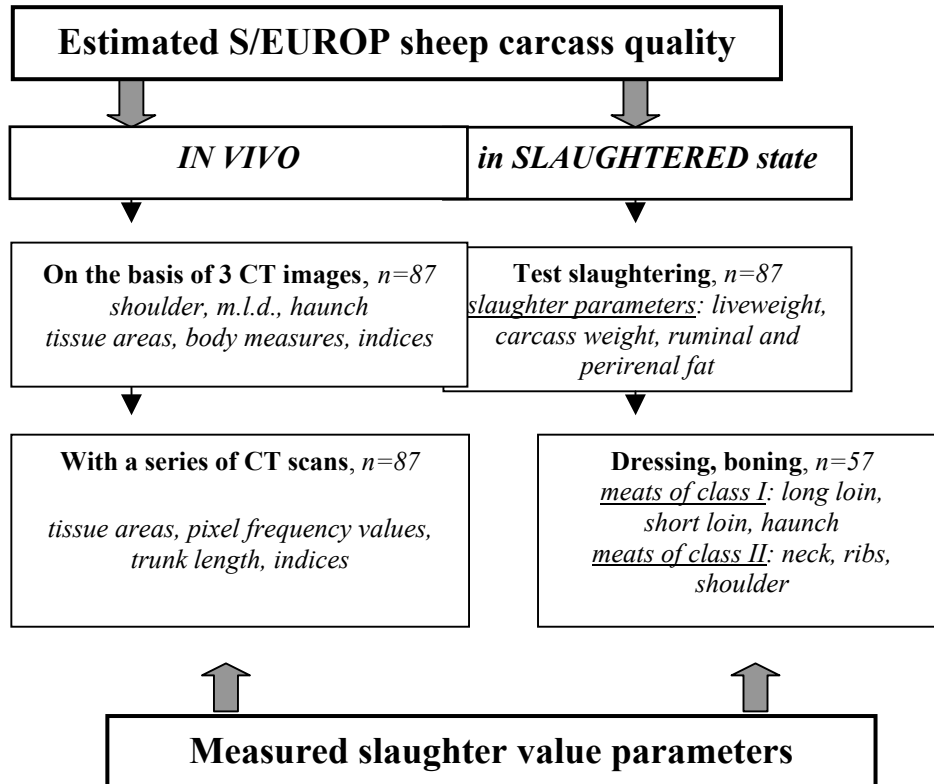 Estimated S/EUROP sheep carcass quality
IN VIVO
in SLAUGHTERED state
On the basis of 3 CT images, n=87
shoulder, m.l.d., haunch
tissue areas, body measures, indices
Test slaughtering, n=87
slaughter parameters: liveweight,
carcass weight, ruminal and
perirenal fat
With a series of CT scans, n=87
tissue areas, pixel frequency values,
trunk length, indices
Dressing, boning, n=57
meats of class I: long loin,
short loin, haunch
meats of class II: neck, ribs,
shoulder
Measured slaughter value parameters